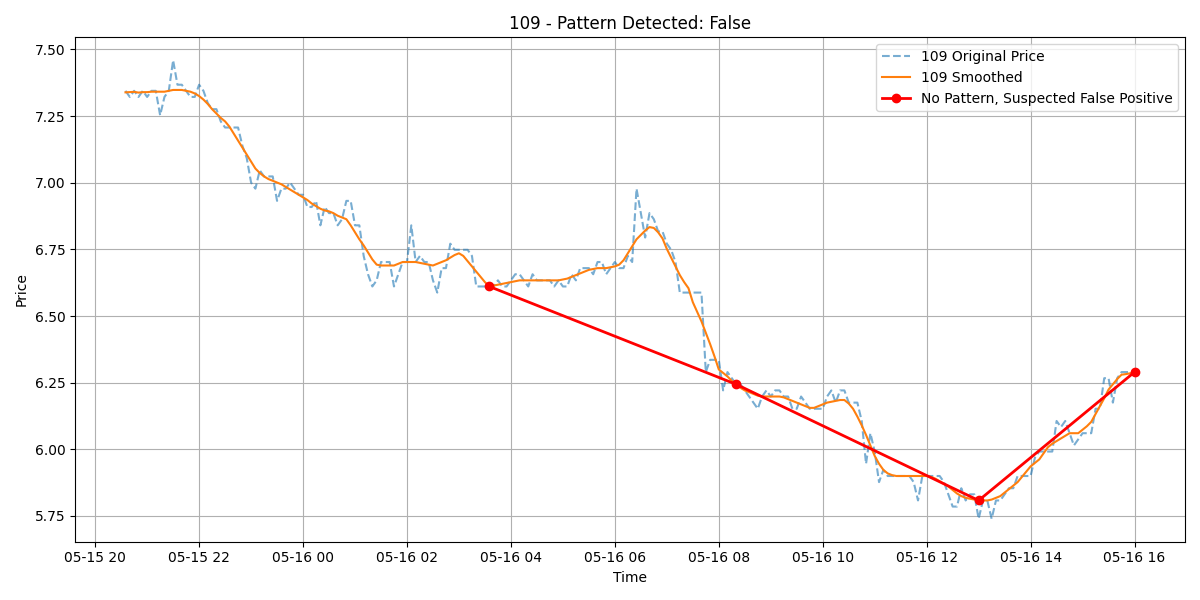 109 - Pattern Detected: False
109 Original Price
109 Smoothed
No Pattern, Suspected False Positive
Price
7.50
7.25
7.00
6.75
6.50
6.25
6.00
5.75
05-15 20 05-15 22 05-16 00 05-16 02 05-16 04 05-16 06 05-16 08 05-16 10 05-16 12 05-16 14 05-16 16
Time